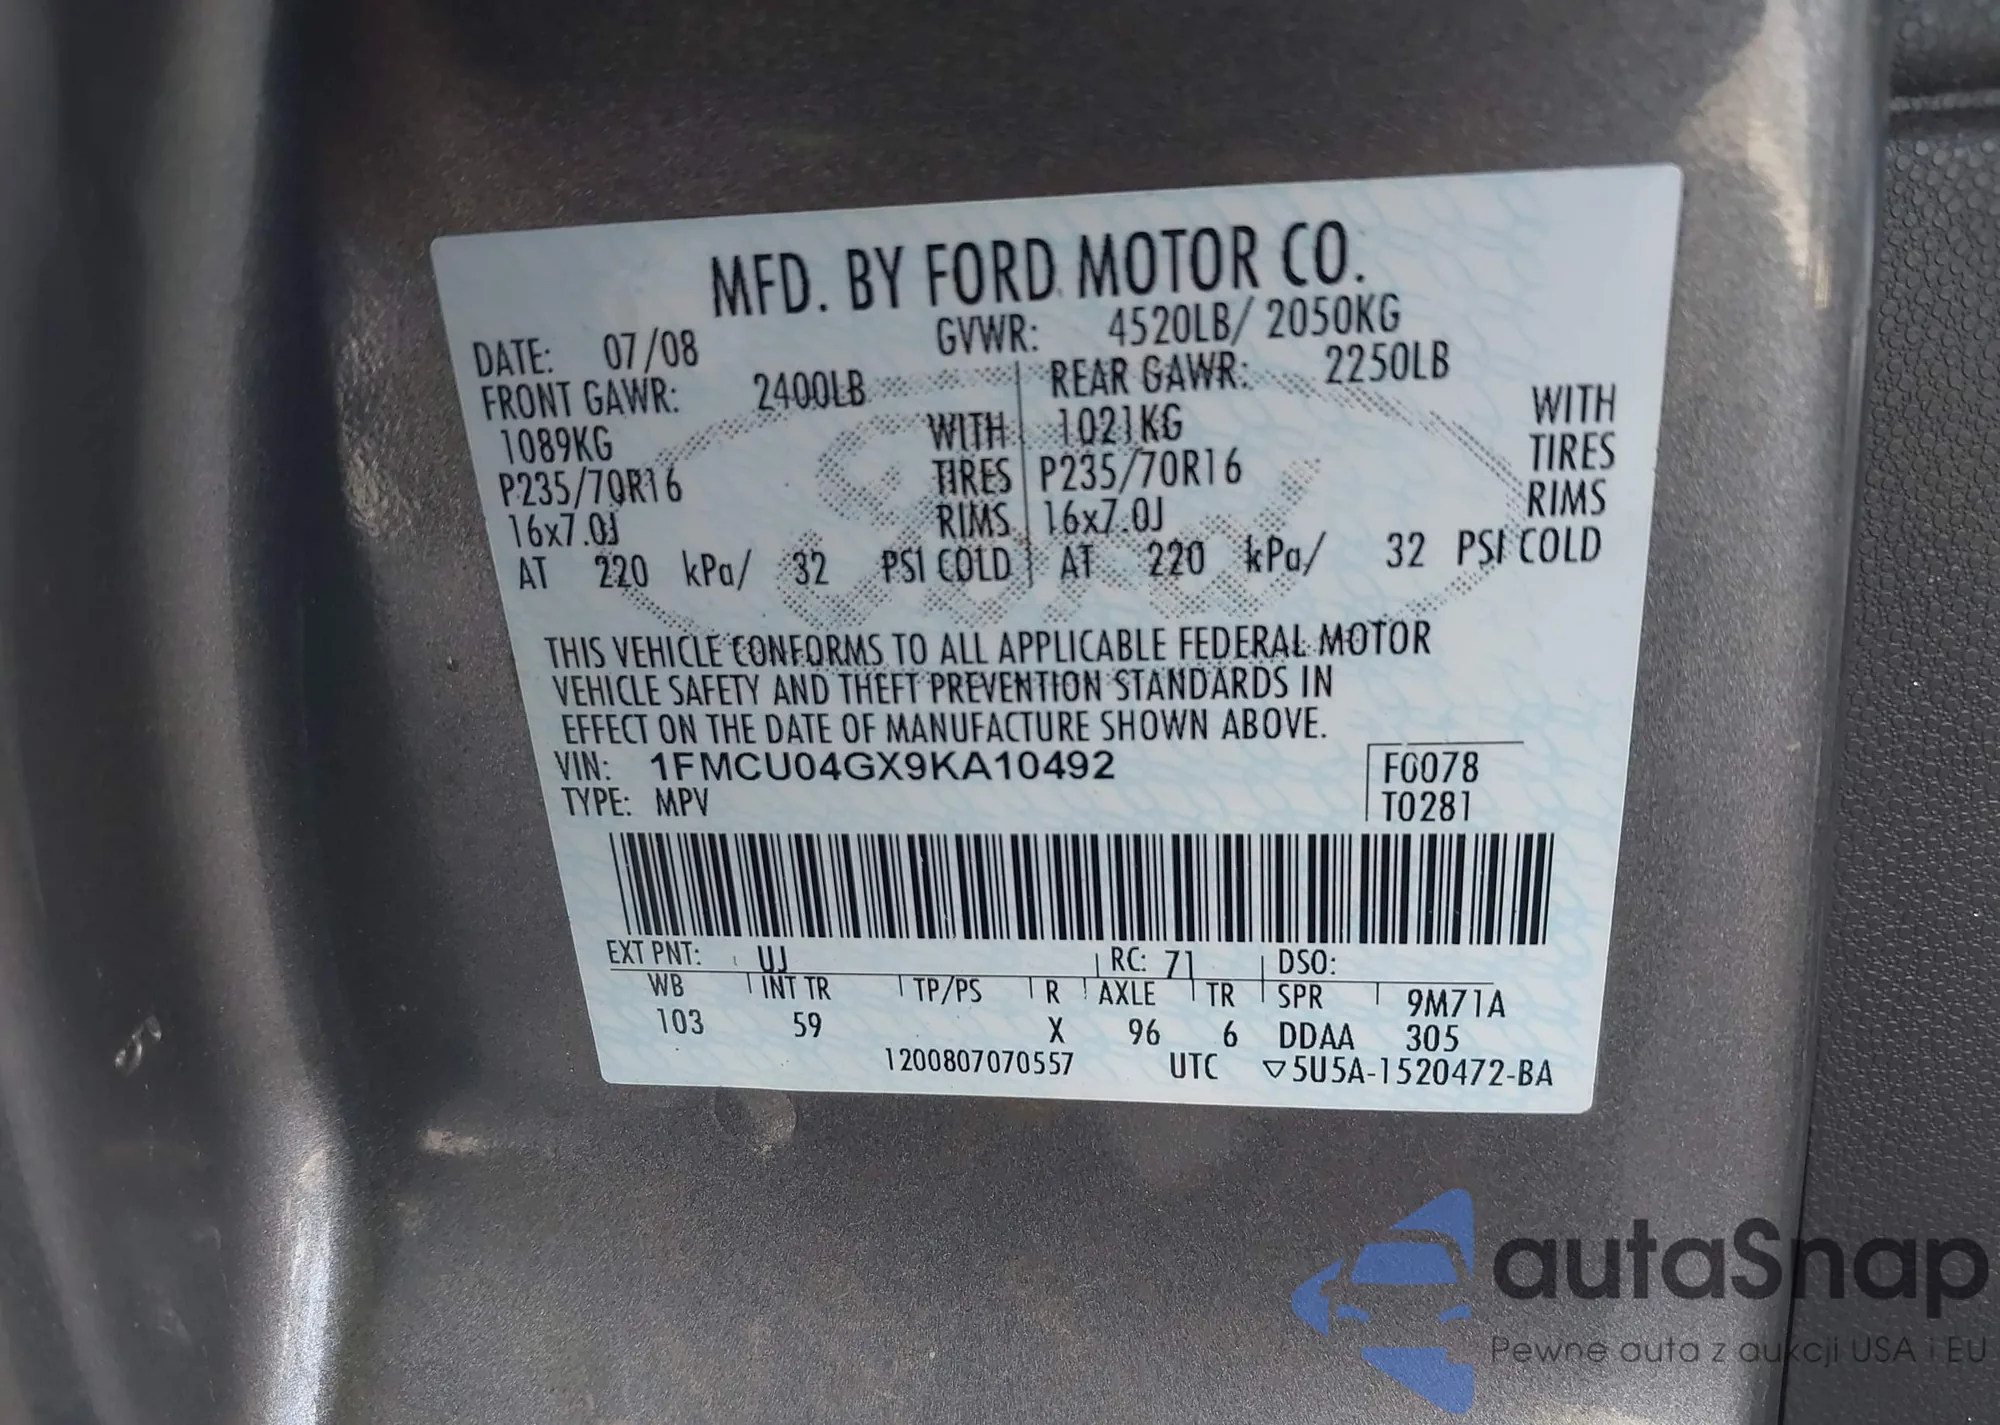 MFD. BY FORD MOTOR CO.
DATE: 07/08 GVWR: 4520LB/ 2050KG
FRONT GAWR: 2400LB REAR GAWR: 2250LB
1089KG WITH 1021KG WITH
P235/70R16 TIRES P235/70R16 TIRES
16x7.0J RIMS 16x7.0J RIMS
AT 220 kPa/ 32 PSI COLD AT 220 kPa/ 32 PSI COLD
THIS VEHICLE CONFORMS TO ALL APPLICABLE FEDERAL MOTOR
VEHICLE SAFETY AND THEFT PREVENTION STANDARDS IN
EFFECT ON THE DATE OF MANUFACTURE SHOWN ABOVE.
VIN: 1FMCU04GX9KA10492 F0078
TYPE: MPV T0281
EXT PNT: UJ RC: 71 DSO:
WB INT TR TP/PS R AXLE TR SPR 9M71A
103 59 X 96 6 DDAA 305
1200807070557 UTC ▽5U5A-1520472-BA
autaSnap
Pewne auta z aukcji USA i EU